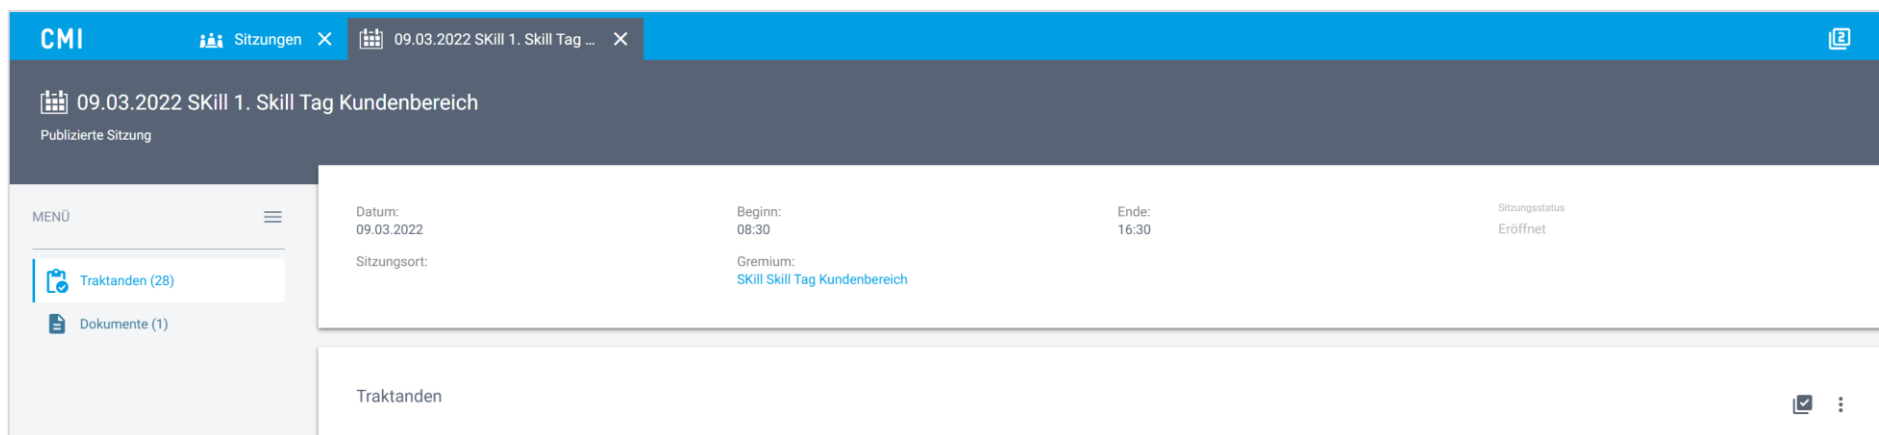 CMI
Sitzungen
09.03.2022 SKill 1. Skill Tag ...
2
09.03.2022 SKill 1. Skill Tag Kundenbereich
Publizierte Sitzung
MENÜ
Traktanden (28)
Dokumente (1)
Datum:
09.03.2022
Beginn:
08:30
Ende:
16:30
Sitzungsstatus
Eröffnet
Sitzungsort:
Gremium:
SKill Skill Tag Kundenbereich
Traktanden